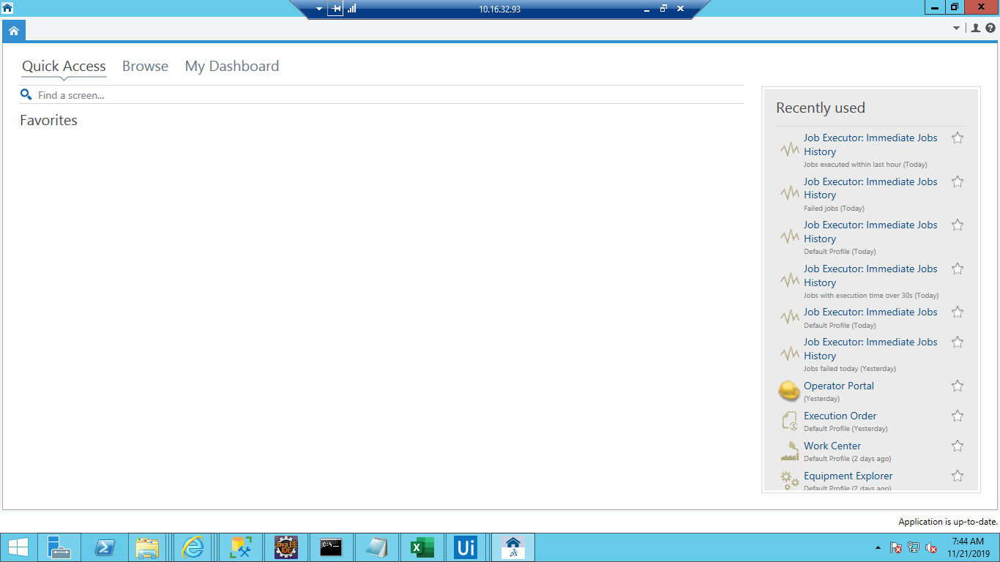 10.16.32.93
Quick Access Browse My Dashboard
Find a screen...
Favorites
Recently used
Job Executor: Immediate Jobs
History
Jobs executed within last hour (Today)
Job Executor: Immediate Jobs
History
Failed jobs (Today)
Job Executor: Immediate Jobs
History
Default Profile (Today)
Job Executor: Immediate Jobs
History
Jobs with execution time over 30s (Today)
Job Executor: Immediate Jobs
Default Profile (Today)
Job Executor: Immediate Jobs
History
Jobs failed today (Yesterday)
Operator Portal
(Yesterday)
Execution Order
Default Profile (Yesterday)
Work Center
Default Profile (2 days ago)
Equipment Explorer
Default Profile (2 days ago)
Application is up-to-date.
Java EE
IDE
C:\
Ui
7:44 AM
11/21/2019